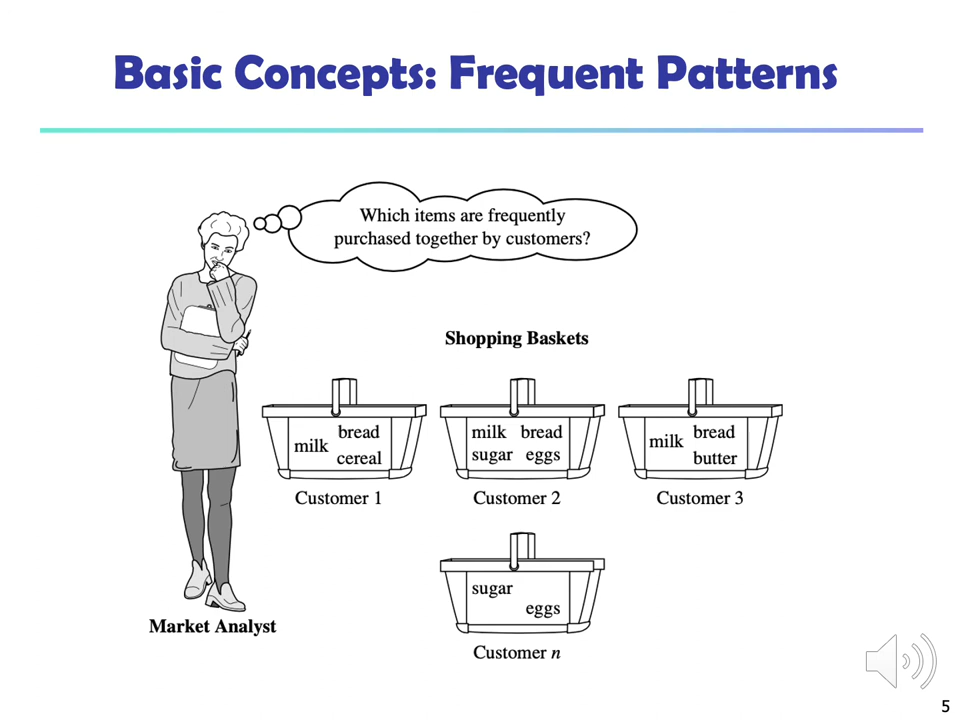 Basic Concepts: Frequent Patterns
Which items are frequently
purchased together by customers?
Shopping Baskets
milk bread
cereal
Customer 1
milk bread
sugar eggs
Customer 2
milk bread
butter
Customer 3
sugar
eggs
Customer n
Market Analyst
5